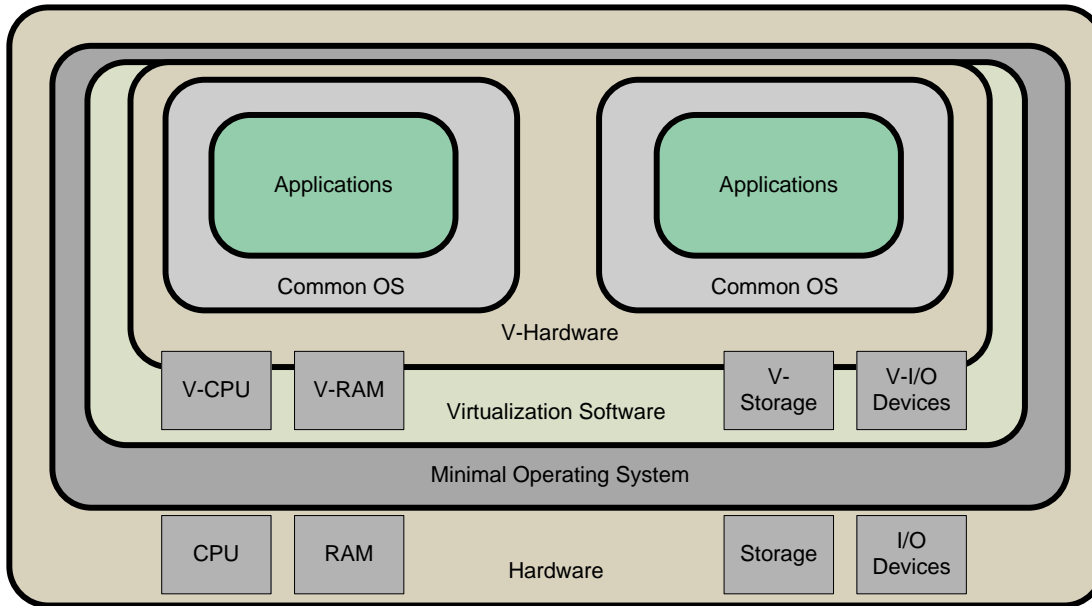 Applications
Applications
Common OS
Common OS
V-Hardware
V-CPU
V-RAM
V-
Storage
V-I/O
Devices
Virtualization Software
Minimal Operating System
CPU
RAM
Storage
I/O
Devices
Hardware